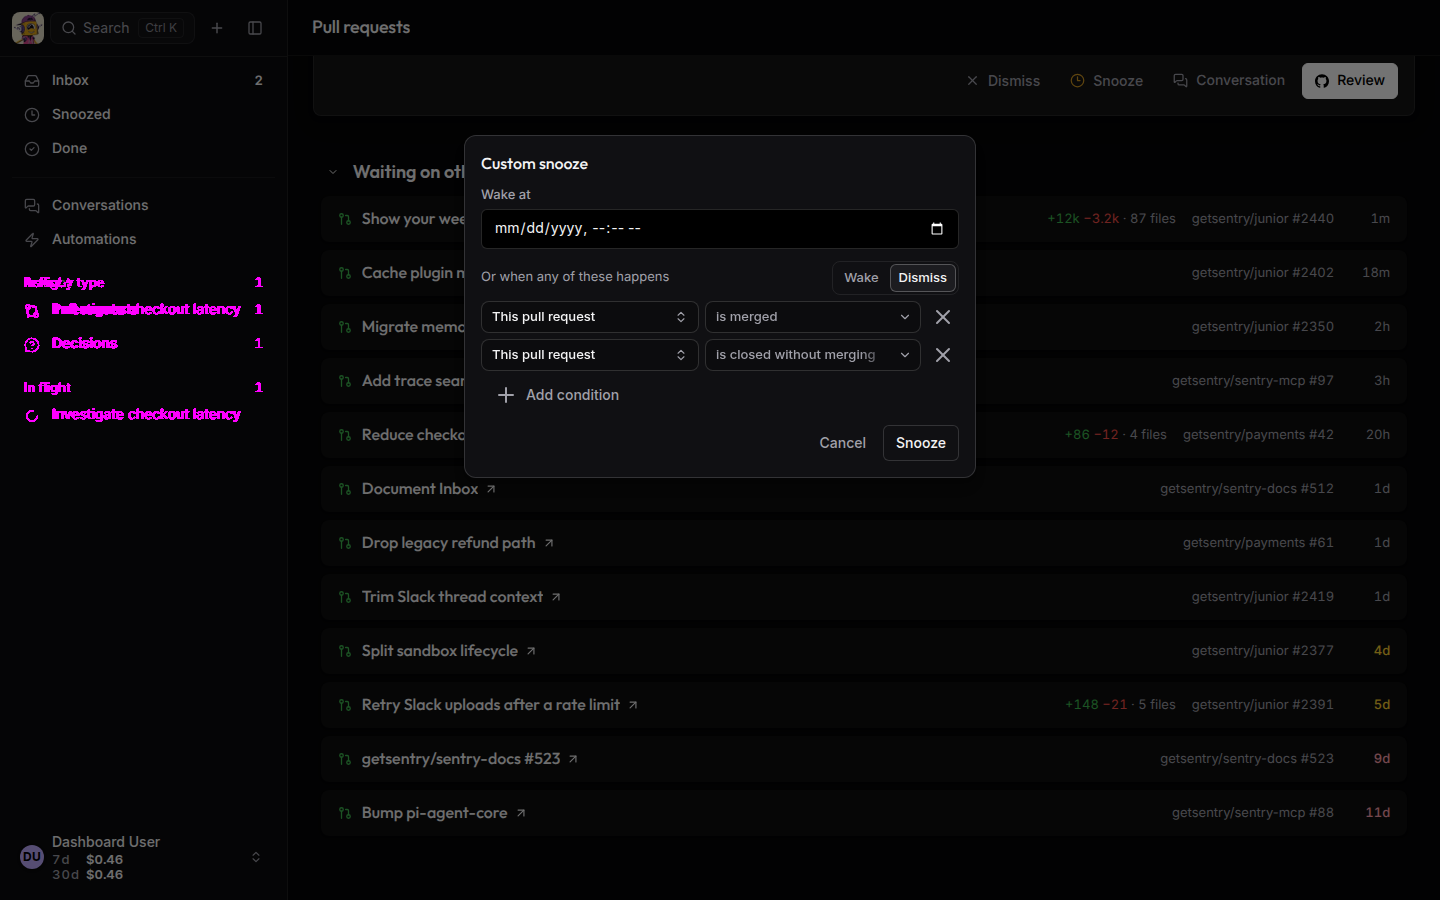 Search Ctrl K
Pull requests
Inbox 2
Snoozed
Done
Conversations
Automations
type 1
checkout latency 1
Decisions 1
In flight 1
Investigate checkout latency
Dashboard User
DU
7d $0.46
30d $0.46
Dismiss Snooze Conversation Review
Waiting on
Show your +12k −3.2k · 87 files getsentry/junior #2440 1m
Cache plugin getsentry/junior #2402 18m
Migrate getsentry/junior #2350 2h
Add trace getsentry/sentry-mcp #97 3h
Reduce +86 −12 · 4 files getsentry/payments #42 20h
Document Inbox getsentry/sentry-docs #512 1d
Drop legacy refund path getsentry/payments #61 1d
Trim Slack thread context getsentry/junior #2419 1d
Split sandbox lifecycle getsentry/junior #2377 4d
Retry Slack uploads after a rate limit +148 −21 · 5 files getsentry/junior #2391 5d
getsentry/sentry-docs #523 getsentry/sentry-docs #523 9d
Bump pi-agent-core getsentry/sentry-mcp #88 11d
Custom snooze
Wake at
mm/dd/yyyy, --:-- --
Or when any of these happens Wake Dismiss
This pull request is merged
This pull request is closed without merging
Add condition
Cancel Snooze